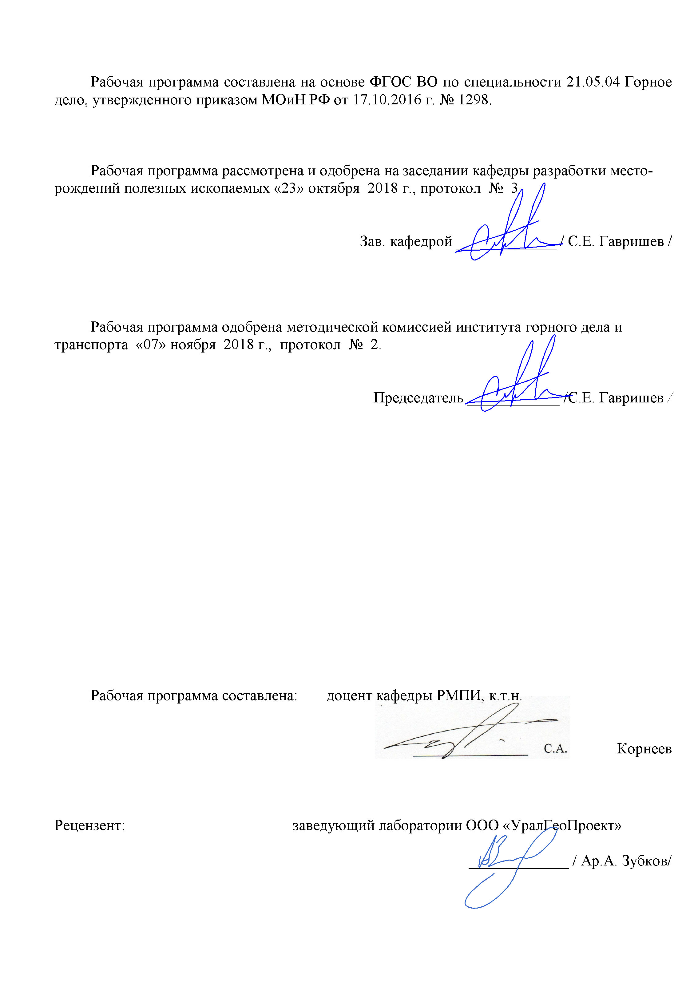 Рабочая программа составлена на основе ФГОС ВО по специальности 21.05.04 Горное
дело, утвержденного приказом МОиН РФ от 17.10.2016 г. № 1298.
Рабочая программа рассмотрена и одобрена на заседании кафедры разработки место-
рождений полезных ископаемых «23» октября 2018 г., протокол № 3
Зав. кафедрой ______________ / С.Е. Гавришев /
Рабочая программа одобрена методической комиссией института горного дела и
транспорта «07» ноября 2018 г., протокол № 2.
Председатель _____________ /С.Е. Гавришев /
Рабочая программа составлена: доцент кафедры РМПИ, к.т.н.
________________ С.А. Корнеев
Рецензент: заведующий лаборатории ООО «УралГеоПроект»
______________ / Ар.А. Зубков/